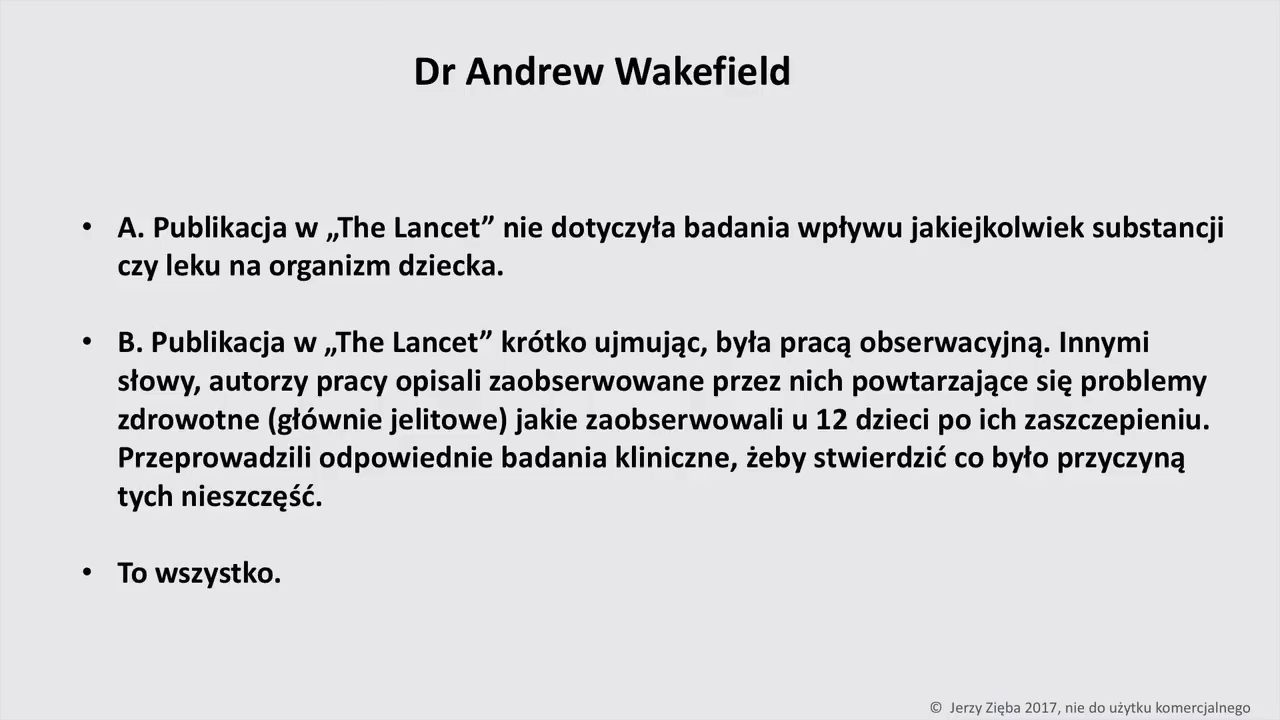 Dr Andrew Wakefield
• A. Publikacja w „The Lancet” nie dotyczyła badania wpływu jakiejkolwiek substancji
czy leku na organizm dziecka.
• B. Publikacja w „The Lancet” krótko ujmując, była pracą obserwacyjną. Innymi
słowy, autorzy pracy opisali zaobserwowane przez nich powtarzające się problemy
zdrowotne (głównie jelitowe) jakie zaobserwowali u 12 dzieci po ich zaszczepieniu.
Przeprowadzili odpowiednie badania kliniczne, żeby stwierdzić co było przyczyną
tych nieszczęść.
• To wszystko.
© Jerzy Zięba 2017, nie do użytku komercjalnego